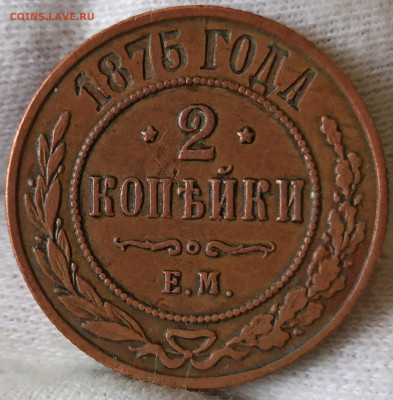 COINS.LAVE.RU
1875 ГОДА
2
КОПѢЙКИ
Е.М.